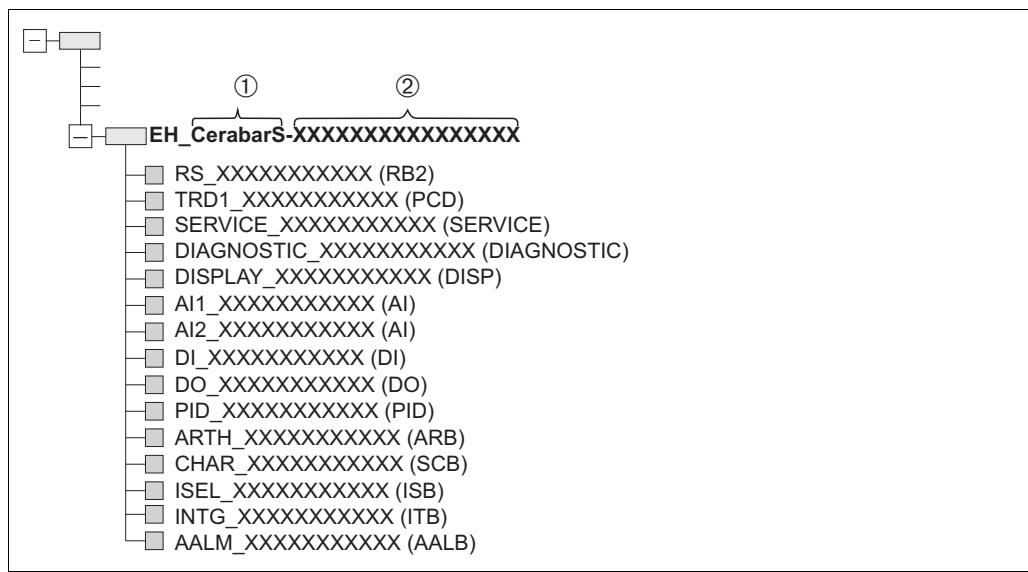 ① ②
EH_CerabarS-XXXXXXXXXXXXXXXX
RS_XXXXXXXXXXX (RB2)
TRD1_XXXXXXXXXXX (PCD)
SERVICE_XXXXXXXXXXX (SERVICE)
DIAGNOSTIC_XXXXXXXXXXX (DIAGNOSTIC)
DISPLAY_XXXXXXXXXXX (DISP)
AI1_XXXXXXXXXXX (AI)
AI2_XXXXXXXXXXX (AI)
DI_XXXXXXXXXXX (DI)
DO_XXXXXXXXXXX (DO)
PID_XXXXXXXXXXX (PID)
ARTH_XXXXXXXXXXX (ARB)
CHAR_XXXXXXXXXXX (SCB)
ISEL_XXXXXXXXXXX (ISB)
INTG_XXXXXXXXXXX (ITB)
AALM_XXXXXXXXXXX (AALB)